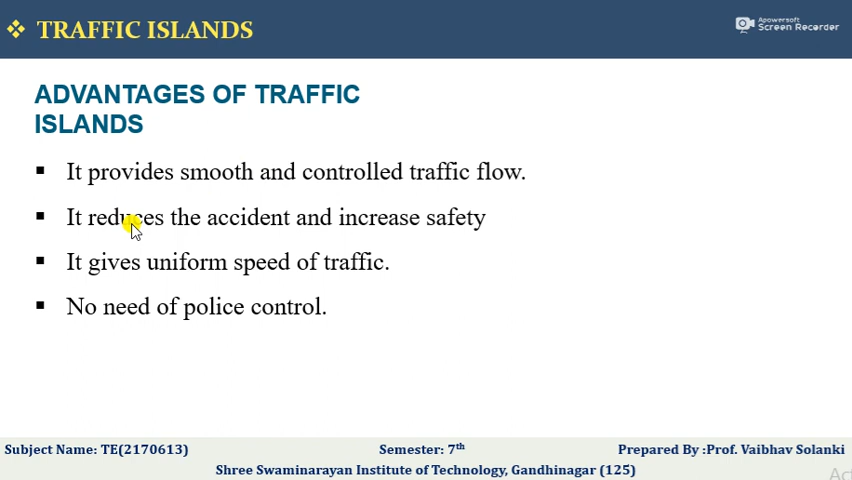 TRAFFIC ISLANDS
Apowersoft
Screen Recorder
ADVANTAGES OF TRAFFIC
ISLANDS
It provides smooth and controlled traffic flow.
It reduces the accident and increase safety
It gives uniform speed of traffic.
No need of police control.
Subject Name: TE(2170613)
Semester: 7th
Prepared By :Prof. Vaibhav Solanki
Shree Swaminarayan Institute of Technology, Gandhinagar (125)